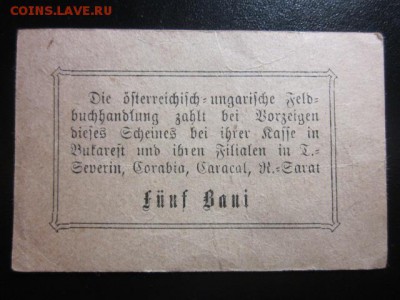 COINS.LAVE.RU
Die österreichisch-ungarische Feld-
buchhandlung zahlt bei Vorzeigen
dieses Scheines bei ihrer Kasse in
Bukarest und ihren Filialen in T.-
Severin, Corabia, Caracal, R.-Sarat
Fünf Bani